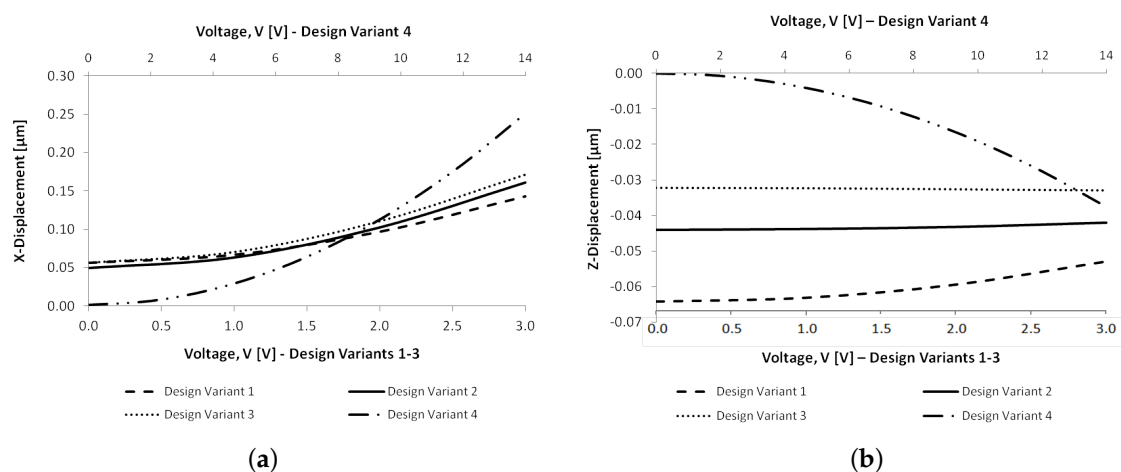 Voltage, V [V] - Design Variant 4
0 2 4 6 8 10 12 14
0.30
0.25
0.20
0.15
0.10
0.05
0.00
X-Displacement [µm]
0.0 0.5 1.0 1.5 2.0 2.5 3.0
Voltage, V [V] - Design Variants 1-3
Design Variant 1 Design Variant 2
Design Variant 3 Design Variant 4
(a)
Voltage, V [V] – Design Variant 4
0 2 4 6 8 10 12 14
0.00
-0.01
-0.02
-0.03
-0.04
-0.05
-0.06
-0.07
Z-Displacement [µm]
0.0 0.5 1.0 1.5 2.0 2.5 3.0
Voltage, V [V] – Design Variants 1-3
Design Variant 1 Design Variant 2
Design Variant 3 Design Variant 4
(b)